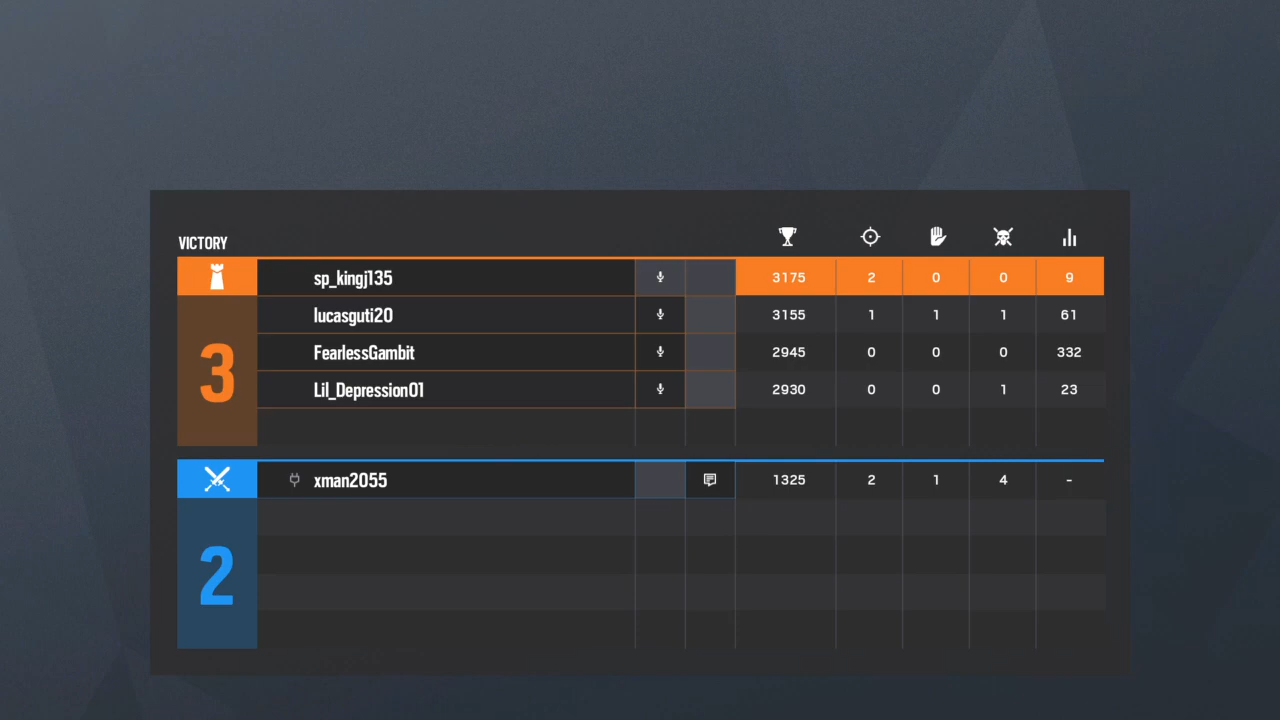 VICTORY
sp_kingj135 3175 2 0 0 9
lucasguti20 3155 1 1 1 61
3
FearlessGambit 2945 0 0 0 332
Lil_Depression01 2930 0 0 1 23
xman2055 1325 2 1 4 -
2